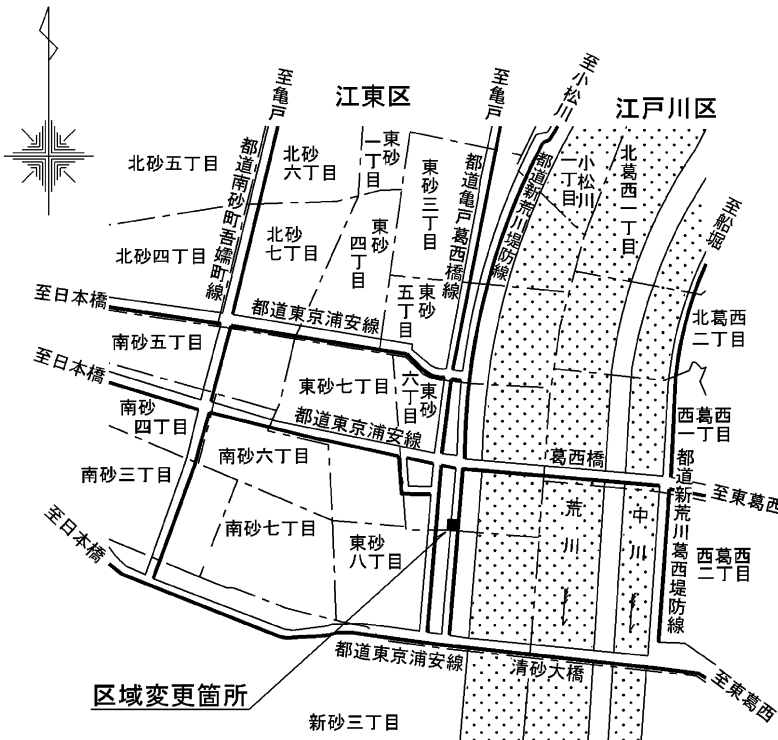 江東区
江戸川区
至亀戸
至亀戸
至小松川
至船堀
北砂五丁目
都道南砂町吾嬬町線
北砂六丁目
東砂一丁目
東砂三丁目
都道亀戸葛西橋線
都道新荒川堤防線
小松川一丁目
北葛西一丁目
北砂四丁目
北砂七丁目
東砂四丁目
東砂五丁目
至日本橋
都道東京浦安線
北葛西二丁目
南砂五丁目
至日本橋
東砂七丁目
東砂六丁目
南砂四丁目
都道東京浦安線
西葛西一丁目
南砂三丁目
南砂六丁目
葛西橋
至東葛西
都道新荒川葛西堤防線
至日本橋
南砂七丁目
東砂八丁目
荒川
中川
西葛西二丁目
都道東京浦安線
清砂大橋
至東葛西
区域変更箇所
新砂三丁目